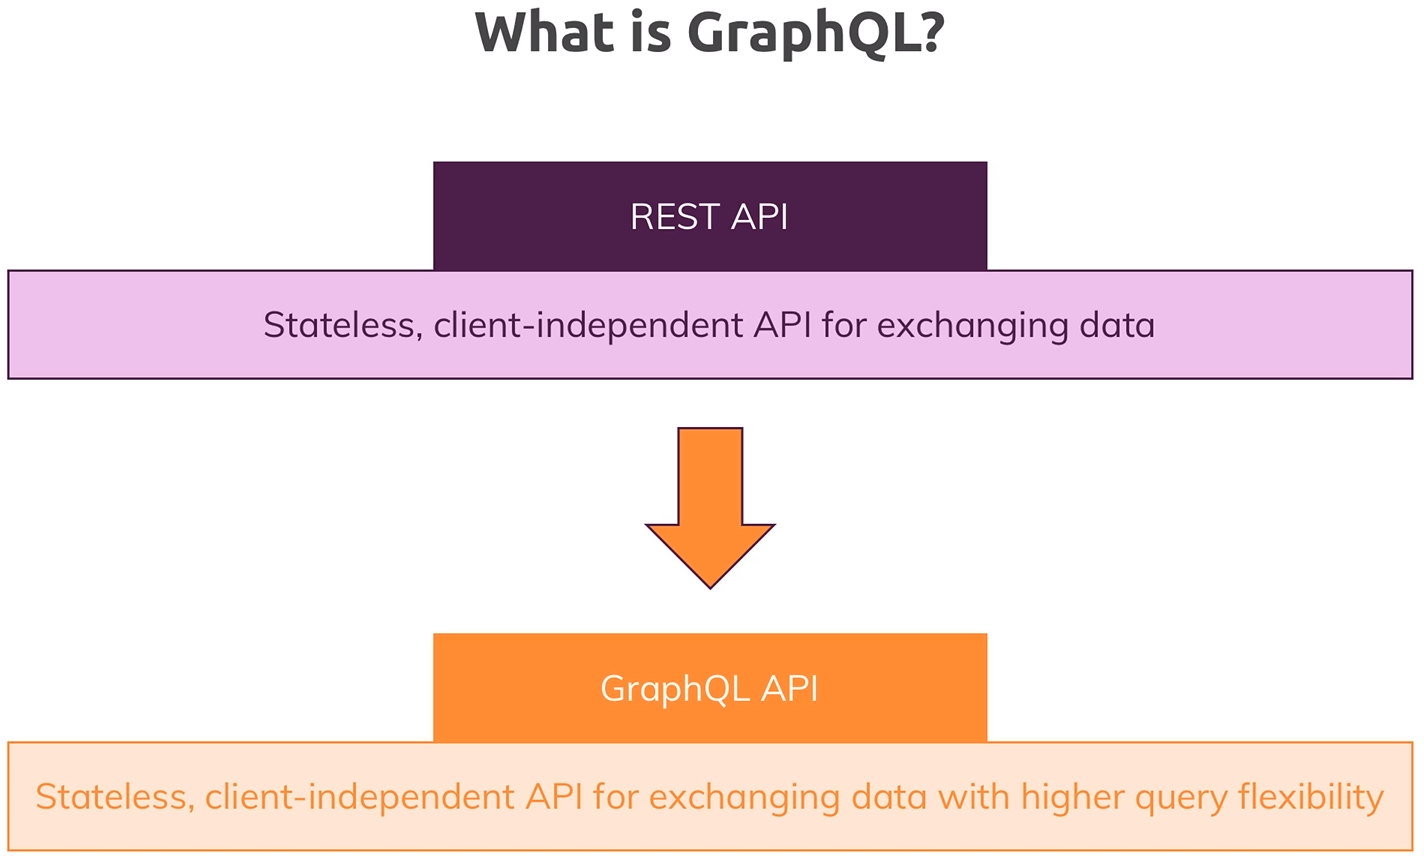 What is GraphQL?
REST API
Stateless, client-independent API for exchanging data
GraphQL API
Stateless, client-independent API for exchanging data with higher query flexibility